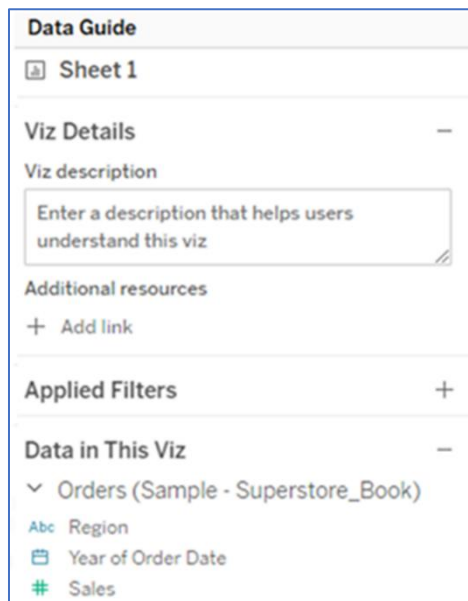 Data Guide
Sheet 1
Viz Details
Viz description
Enter a description that helps users
understand this viz
Additional resources
+ Add link
Applied Filters
Data in This Viz
Orders (Sample - Superstore_Book)
Abc Region
Year of Order Date
# Sales